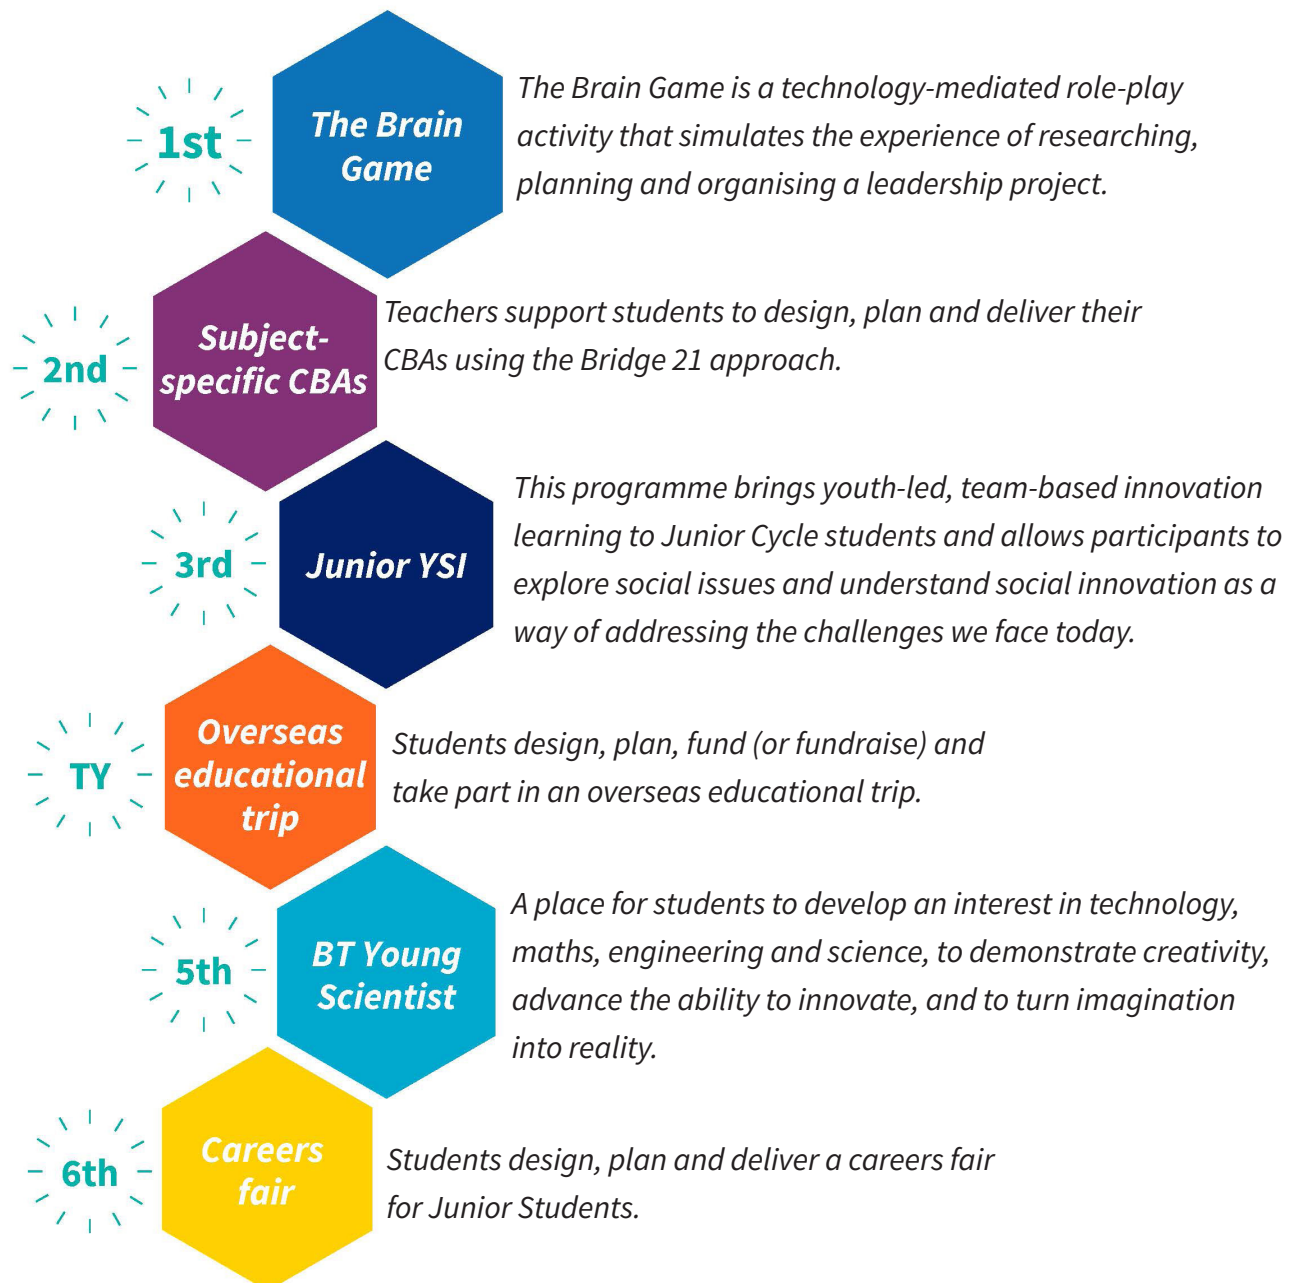 1st
The Brain
Game
The Brain Game is a technology-mediated role-play
activity that simulates the experience of researching,
planning and organising a leadership project.
2nd
Subject-
specific CBAs
Teachers support students to design, plan and deliver their
CBAs using the Bridge 21 approach.
3rd
Junior YSI
This programme brings youth-led, team-based innovation
learning to Junior Cycle students and allows participants to
explore social issues and understand social innovation as a
way of addressing the challenges we face today.
TY
Overseas
educational
trip
Students design, plan, fund (or fundraise) and
take part in an overseas educational trip.
5th
BT Young
Scientist
A place for students to develop an interest in technology,
maths, engineering and science, to demonstrate creativity,
advance the ability to innovate, and to turn imagination
into reality.
6th
Careers
fair
Students design, plan and deliver a careers fair
for Junior Students.